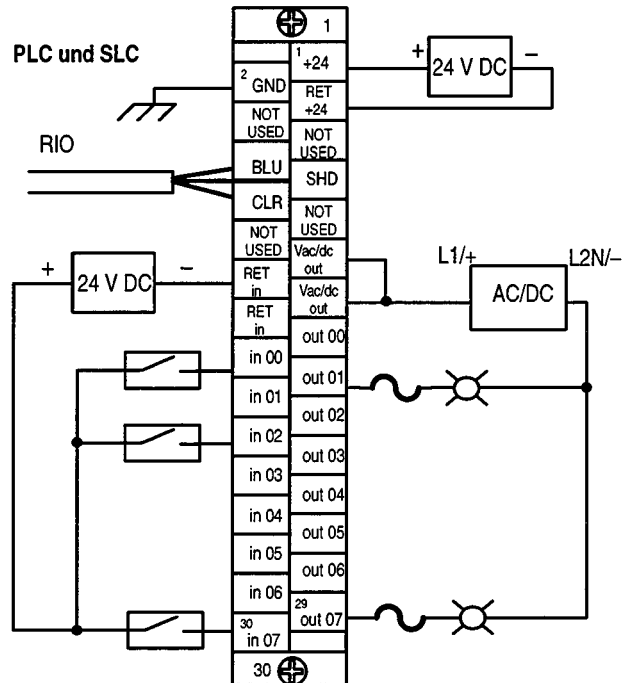 PLC und SLC
RIO
+ 24 V DC –
1
1 +24
RET
+24
NOT
USED
SHD
NOT
USED
Vac/dc
out
Vac/dc
out
out 00
out 01
out 02
out 03
out 04
out 05
out 06
29
out 07
2 GND
NOT
USED
BLU
CLR
NOT
USED
RET
in
RET
in
in 00
in 01
in 02
in 03
in 04
in 05
in 06
30
in 07
30
+ 24 V DC –
L1/+ L2N/–
AC/DC